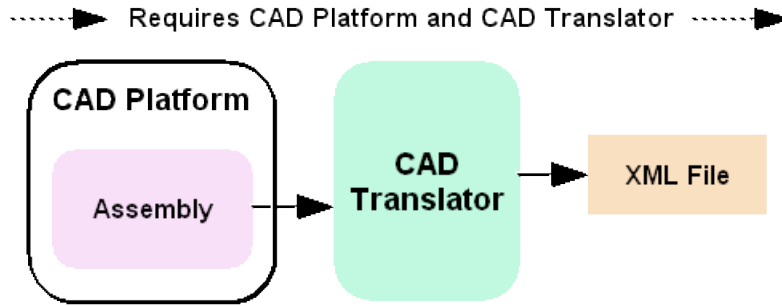 Requires CAD Platform and CAD Translator
CAD Platform
Assembly
CAD
Translator
XML File